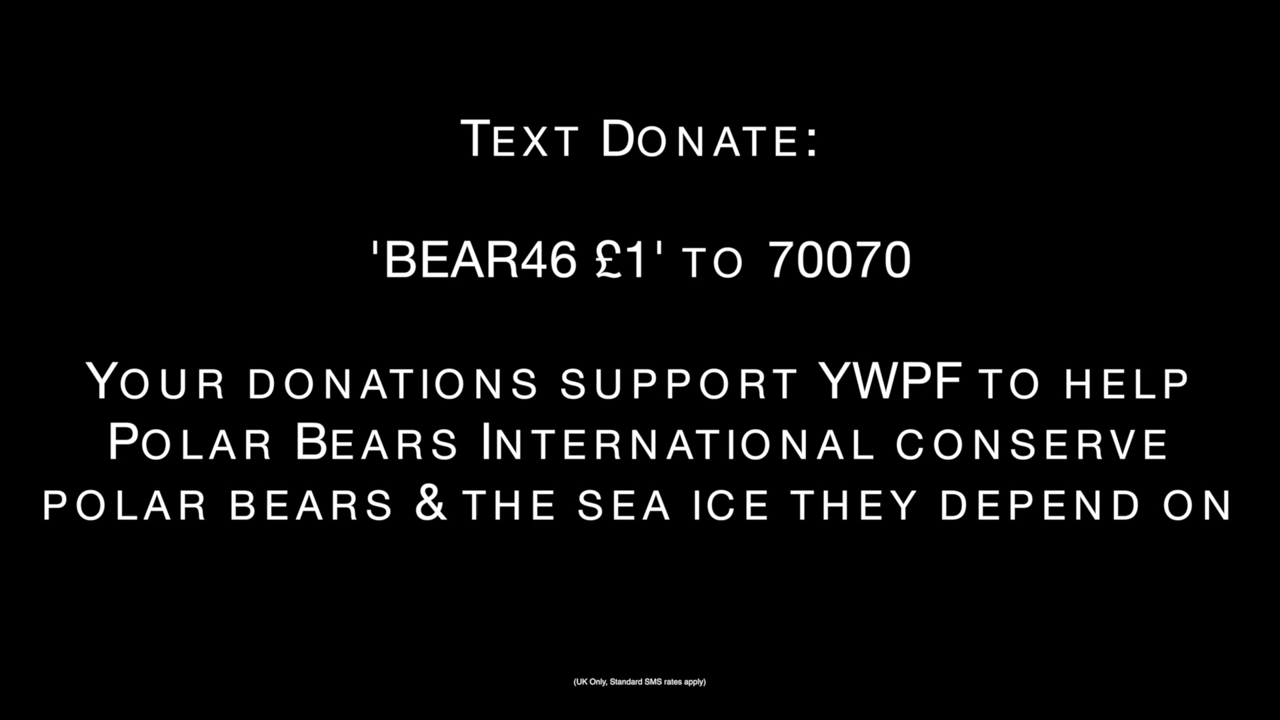 Text Donate:
'BEAR46 £1' to 70070
Your donations support YWPF to help
Polar Bears International conserve
polar bears & the sea ice they depend on
(UK Only, Standard SMS rates apply)